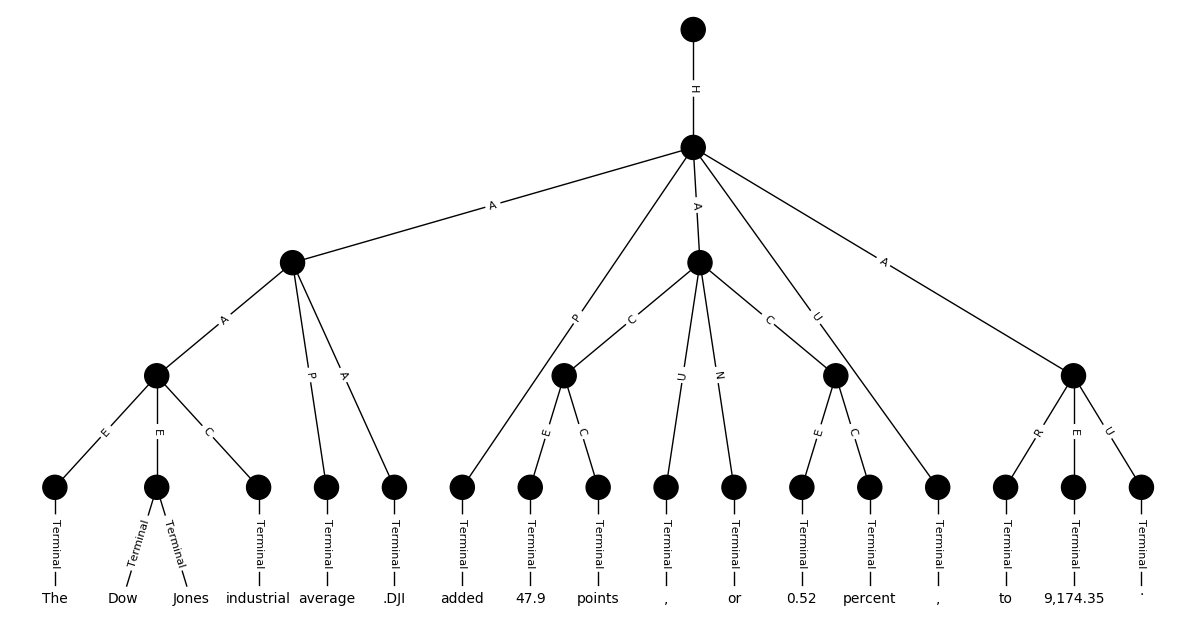 H
A
A
A
P
U
A
P
A
C
U
N
C
E
E
C
E
C
E
C
R
E
U
Terminal Terminal Terminal Terminal Terminal Terminal Terminal Terminal Terminal Terminal Terminal Terminal Terminal Terminal Terminal Terminal Terminal
The Dow Jones industrial average .DJI added 47.9 points , or 0.52 percent , to 9,174.35 .